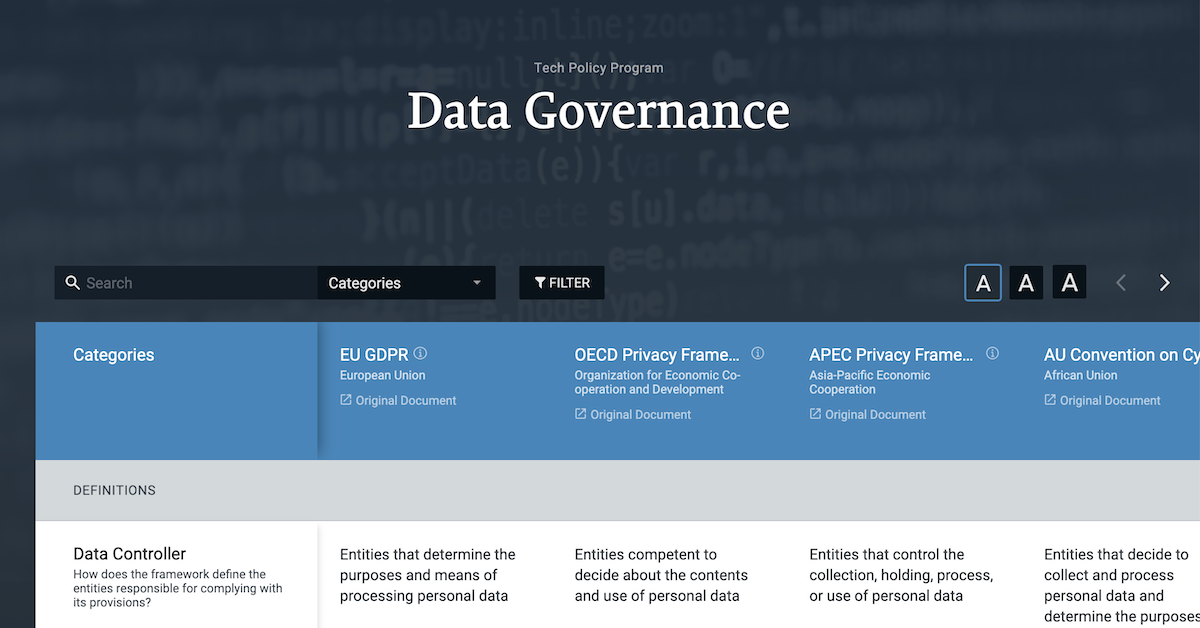 Tech Policy Program
Data Governance
Search
Categories
FILTER
A A A
Categories
EU GDPR
European Union
Original Document
OECD Privacy Frame...
Organization for Economic Co-
operation and Development
Original Document
APEC Privacy Frame...
Asia-Pacific Economic
Cooperation
Original Document
AU Convention on Cy
African Union
Original Document
DEFINITIONS
Data Controller
How does the framework define the
entities responsible for complying with
its provisions?
Entities that determine the
purposes and means of
processing personal data
Entities competent to
decide about the contents
and use of personal data
Entities that control the
collection, holding, process,
or use of personal data
Entities that decide to
collect and process
personal data and
determine the purposes